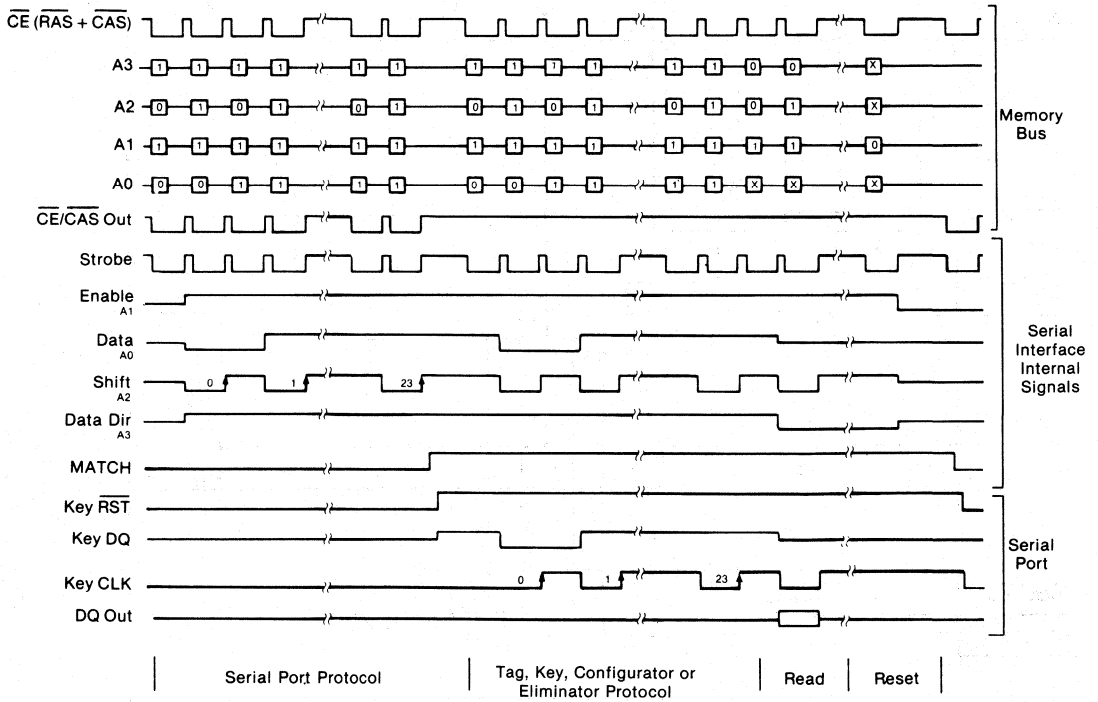 CE (RAS + CAS)
A3 1 1 1 1 1 1 1 1 1 1 1 1 0 0 X
A2 0 1 0 1 0 1 0 1 0 1 0 1 0 1 X
A1 1 1 1 1 1 1 1 1 1 1 1 1 1 1 0
A0 0 0 1 1 1 1 0 0 1 1 1 1 X X X
CE/CAS Out
Memory
Bus
Strobe
Enable
A1
Data
A0
Shift 0 1 23
A2
Data Dir
A3
MATCH
Serial
Interface
Internal
Signals
Key RST
Key DQ
Key CLK 0 1 23
DQ Out
Serial
Port
Serial Port Protocol
Tag, Key, Configurator or
Eliminator Protocol
Read
Reset